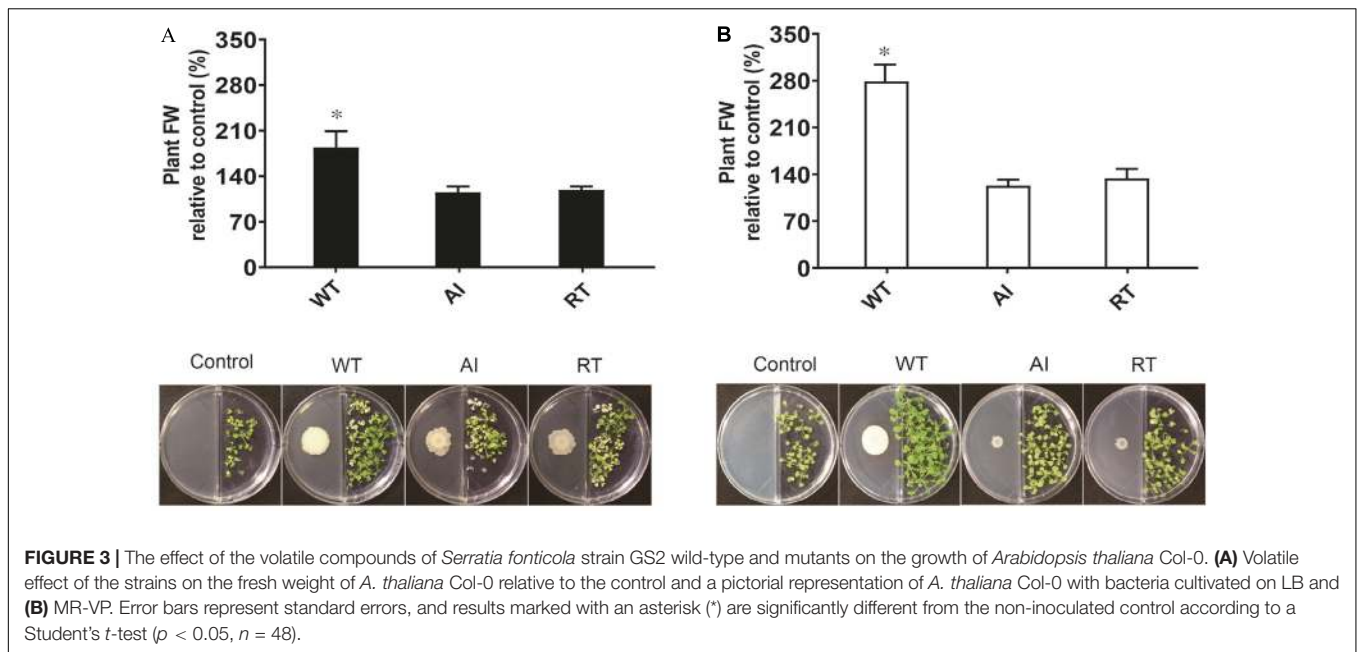 A
350
280
210
140
70
0
Plant FW
relative to control (%)
*
WT
AI
RT
Control WT AI RT
B
350
280
210
140
70
0
Plant FW
relative to control (%)
*
WT
AI
RT
Control WT AI RT
FIGURE 3 | The effect of the volatile compounds of Serratia fonticola strain GS2 wild-type and mutants on the growth of Arabidopsis thaliana Col-0. (A) Volatile
effect of the strains on the fresh weight of A. thaliana Col-0 relative to the control and a pictorial representation of A. thaliana Col-0 with bacteria cultivated on LB and
(B) MR-VP. Error bars represent standard errors, and results marked with an asterisk (*) are significantly different from the non-inoculated control according to a
Student's t-test (p < 0.05, n = 48).